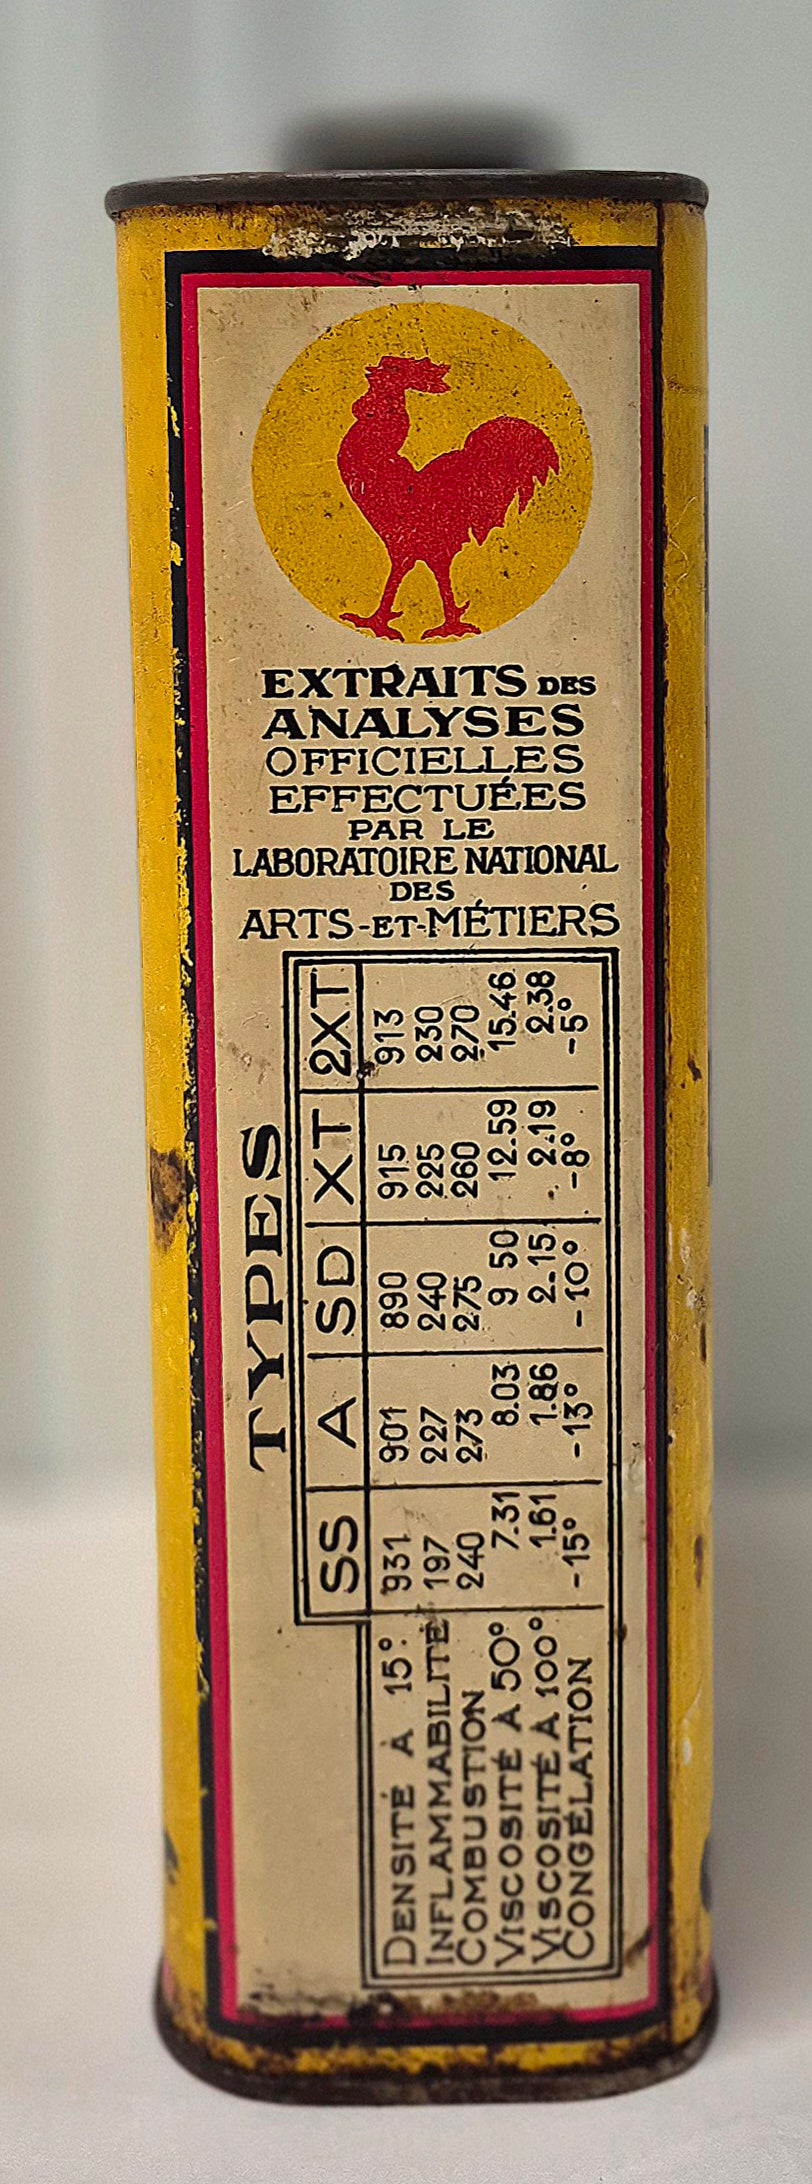 EXTRAITS DES
ANALYSES
OFFICIELLES
EFFECTUÉES
PAR LE
LABORATOIRE NATIONAL
DES
ARTS-ET-MÉTIERS
TYPES
SS A SD XT 2XT
DENSITÉ À 15° 931 901 890 915 913
INFLAMMABILITÉ 197 227 240 225 230
COMBUSTION 240 273 275 260 270
VISCOSITÉ À 50° 7.31 8.03 9 50 12.59 15.46
VISCOSITÉ À 100° 1.61 1.86 2.15 2.19 2.38
CONGÉLATION -15° -13° -10° -8° -5°